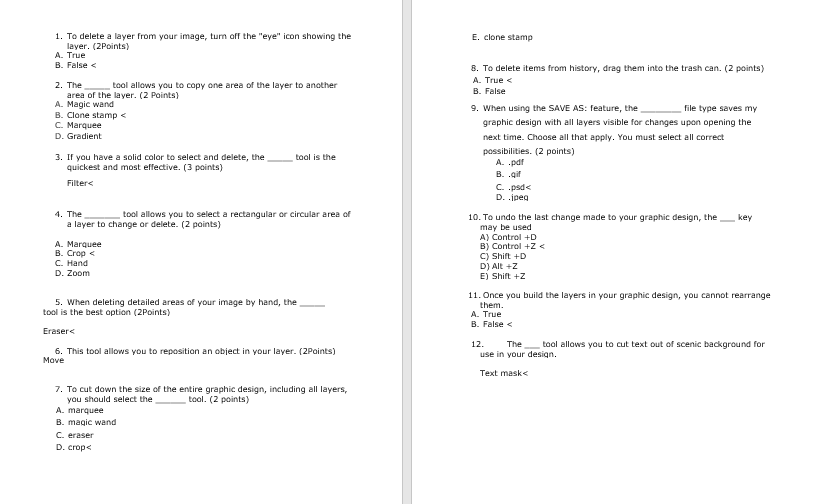 1. To delete a layer from your image, turn off the "eye" icon showing the
layer. (2Points)
A. True
B. False <
2. The _____ tool allows you to copy one area of the layer to another
area of the layer. (2 Points)
A. Magic wand
B. Clone stamp <
C. Marquee
D. Gradient
3. If you have a solid color to select and delete, the _____ tool is the
quickest and most effective. (3 points)
Filter<
4. The _______ tool allows you to select a rectangular or circular area of
a layer to change or delete. (2 points)
A. Marquee
B. Crop <
C. Hand
D. Zoom
5. When deleting detailed areas of your image by hand, the _____
tool is the best option (2Points)
Eraser<
6. This tool allows you to reposition an object in your layer. (2Points)
Move
7. To cut down the size of the entire graphic design, including all layers,
you should select the ______ tool. (2 points)
A. marquee
B. magic wand
C. eraser
D. crop<
E. clone stamp
8. To delete items from history, drag them into the trash can. (2 points)
A. True <
B. False
9. When using the SAVE AS: feature, the ________ file type saves my
graphic design with all layers visible for changes upon opening the
next time. Choose all that apply. You must select all correct
possibilities. (2 points)
A. .pdf
B. .gif
C. .psd<
D. .jpeg
10. To undo the last change made to your graphic design, the ___ key
may be used
A) Control +D
B) Control +Z <
C) Shift +D
D) Alt +Z
E) Shift +Z
11. Once you build the layers in your graphic design, you cannot rearrange
them.
A. True
B. False <
12. The ___ tool allows you to cut text out of scenic background for
use in your design.
Text mask<